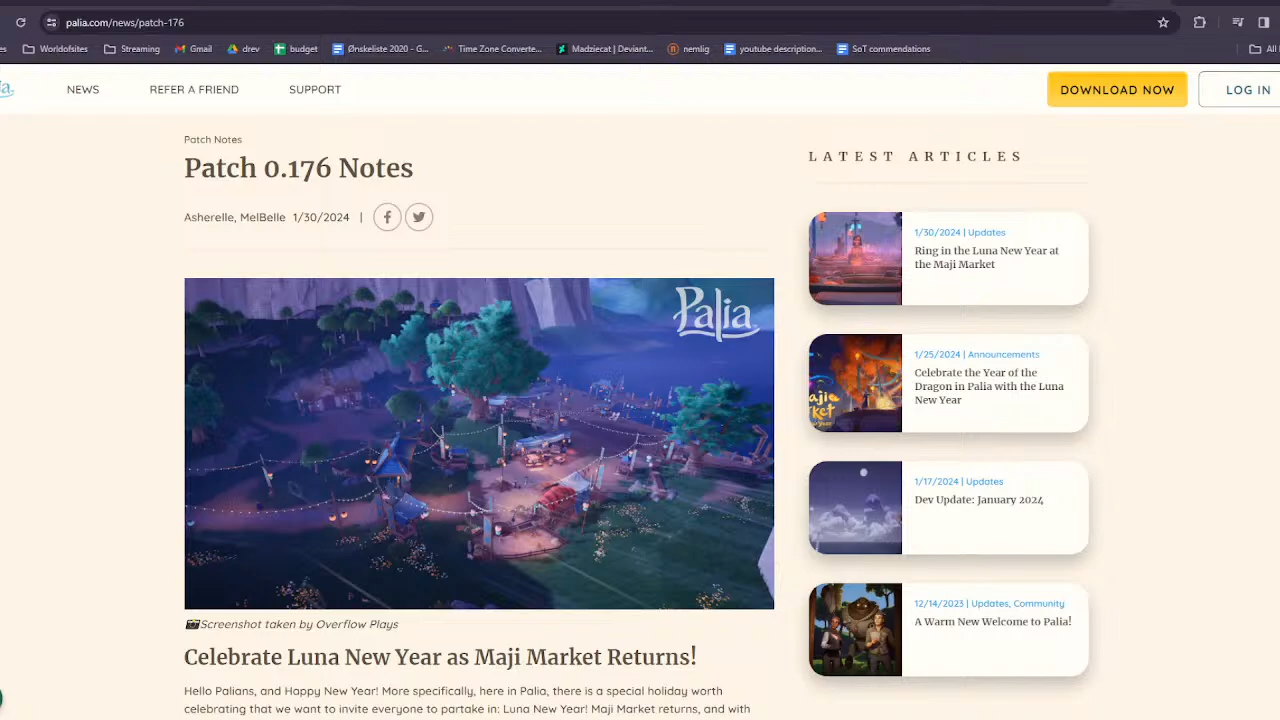 palia.com/news/patch-176
Worlddofsites
Streaming
Gmail
drev
budget
Ønskeliste 2020 - G...
Time Zone Converte...
Madziecat | Deviant...
nemlig
youtube description...
SoT commendations
NEWS
REFER A FRIEND
SUPPORT
DOWNLOAD NOW
LOG IN
Patch Notes
Patch 0.176 Notes
Asherelle, MelBelle 1/30/2024 |
Palia
Screenshot taken by Overflow Plays
Celebrate Luna New Year as Maji Market Returns!
Hello Palians, and Happy New Year! More specifically, here in Palia, there is a special holiday worth
celebrating that we want to invite everyone to partake in: Luna New Year! Maji Market returns, and with
LATEST ARTICLES
1/30/2024 | Updates
Ring in the Luna New Year at
the Maji Market
1/25/2024 | Announcements
Celebrate the Year of the
Dragon in Palia with the Luna
New Year
1/17/2024 | Updates
Dev Update: January 2024
12/14/2023 | Updates, Community
A Warm New Welcome to Palia!